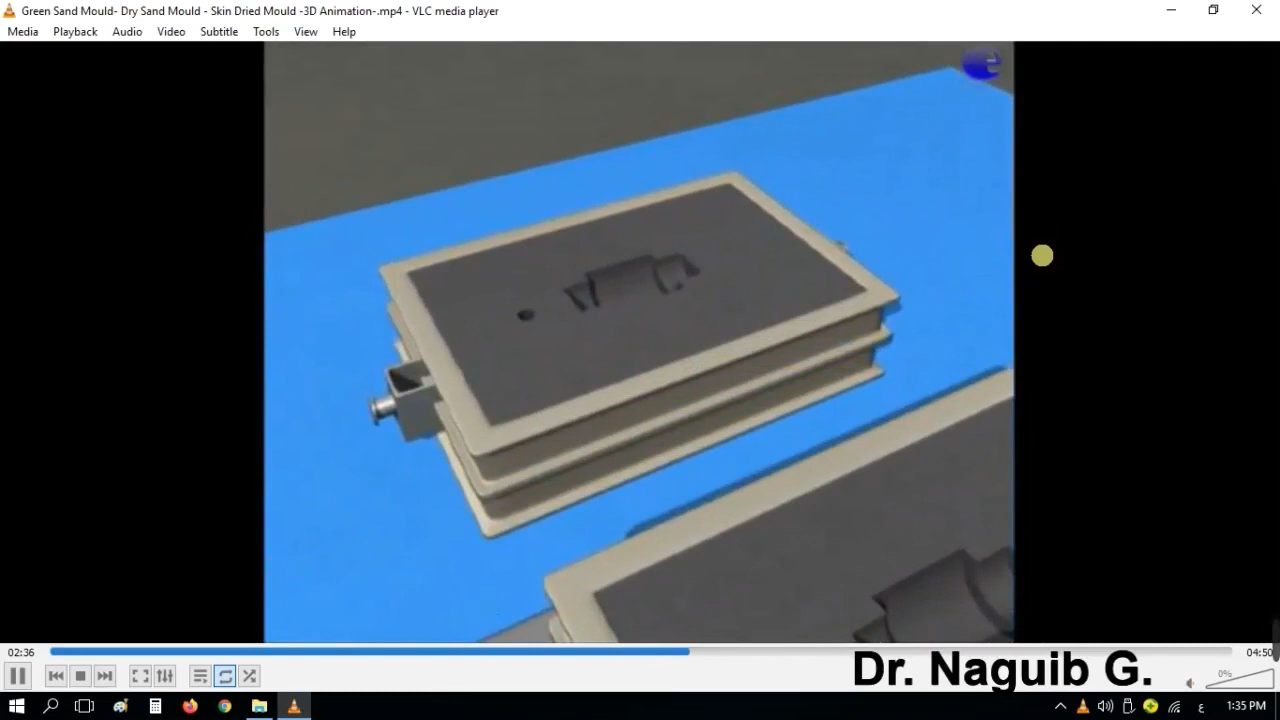 Green Sand Mould- Dry Sand Mould - Skin Dried Mould -3D Animation-.mp4 - VLC media player
Media Playback Audio Video Subtitle Tools View Help
e
02:36
04:50
Dr. Naguib G.
0%
ع
1:35 PM